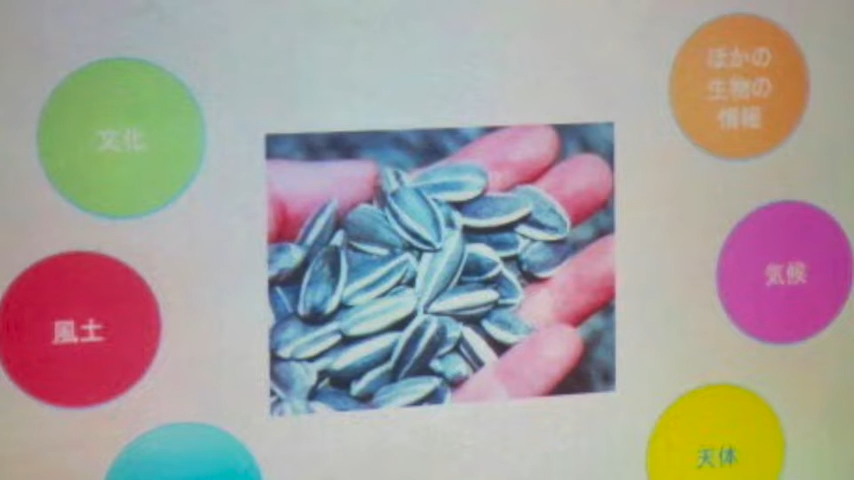 文化
風土
ほかの
生物の
情報
気候
天体